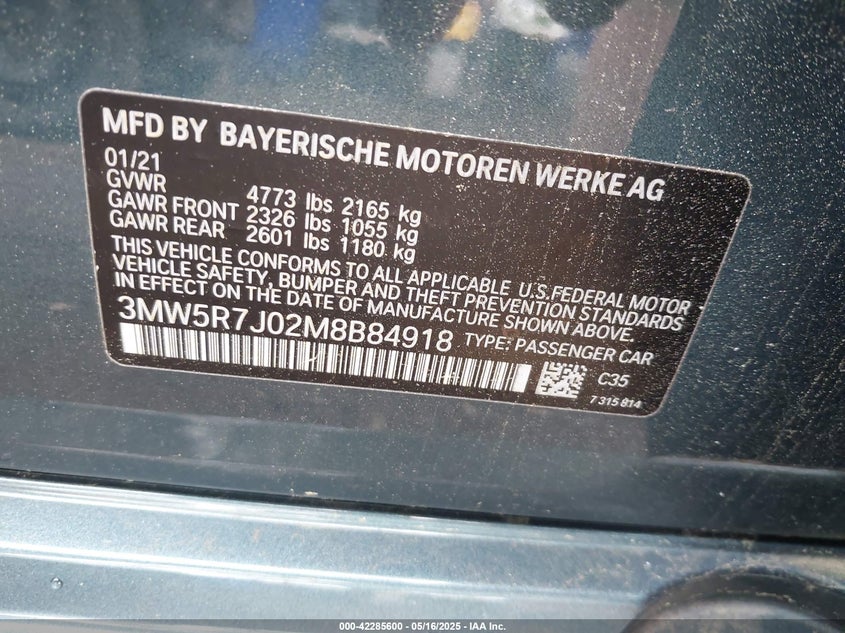 MFD BY BAYERISCHE MOTOREN WERKE AG
01/21
GVWR 4773 lbs 2165 kg
GAWR FRONT 2326 lbs 1055 kg
GAWR REAR 2601 lbs 1180 kg
THIS VEHICLE CONFORMS TO ALL APPLICABLE U.S.FEDERAL MOTOR
VEHICLE SAFETY, BUMPER AND THEFT PREVENTION STANDARDS
IN EFFECT ON THE DATE OF MANUFACTURE SHOWN ABOVE.
3MW5R7J02M8B84918 TYPE: PASSENGER CAR
C35
7 315 814
000-42285600 - 05/16/2025 - IAA Inc.